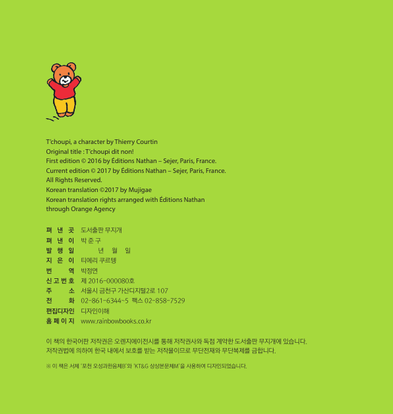 T'choupi, a character by Thierry Courtin
Original title : T'choupi dit non!
First edition © 2016 by Éditions Nathan – Sejer, Paris, France.
Current edition © 2017 by Éditions Nathan – Sejer, Paris, France.
All Rights Reserved.
Korean translation ©2017 by Mujigae
Korean translation rights arranged with Éditions Nathan
through Orange Agency
펴 낸 곳 도서출판 무지개
펴 낸 이 박 준 구
발 행 일 년 월 일
지 은 이 티에리 쿠르탱
번 역 박정연
신 고 번 호 제 2016-000080호
주 소 서울시 금천구 가산디지털2로 107
전 화 02-861-6344~5 팩스 02-858-7529
편집디자인 디자인이해
홈 페 이 지 www.rainbowbooks.co.kr
이 책의 한국어판 저작권은 오렌지에이전시를 통해 저작권사와 독점 계약한 도서출판 무지개에 있습니다.
저작권법에 의하여 한국 내에서 보호를 받는 저작물이므로 무단전재와 무단복제를 금합니다.
※ 이 책은 서체 '포천 오성과한음체B'와 'KT&G 상상본문체M'을 사용하여 디자인되었습니다.